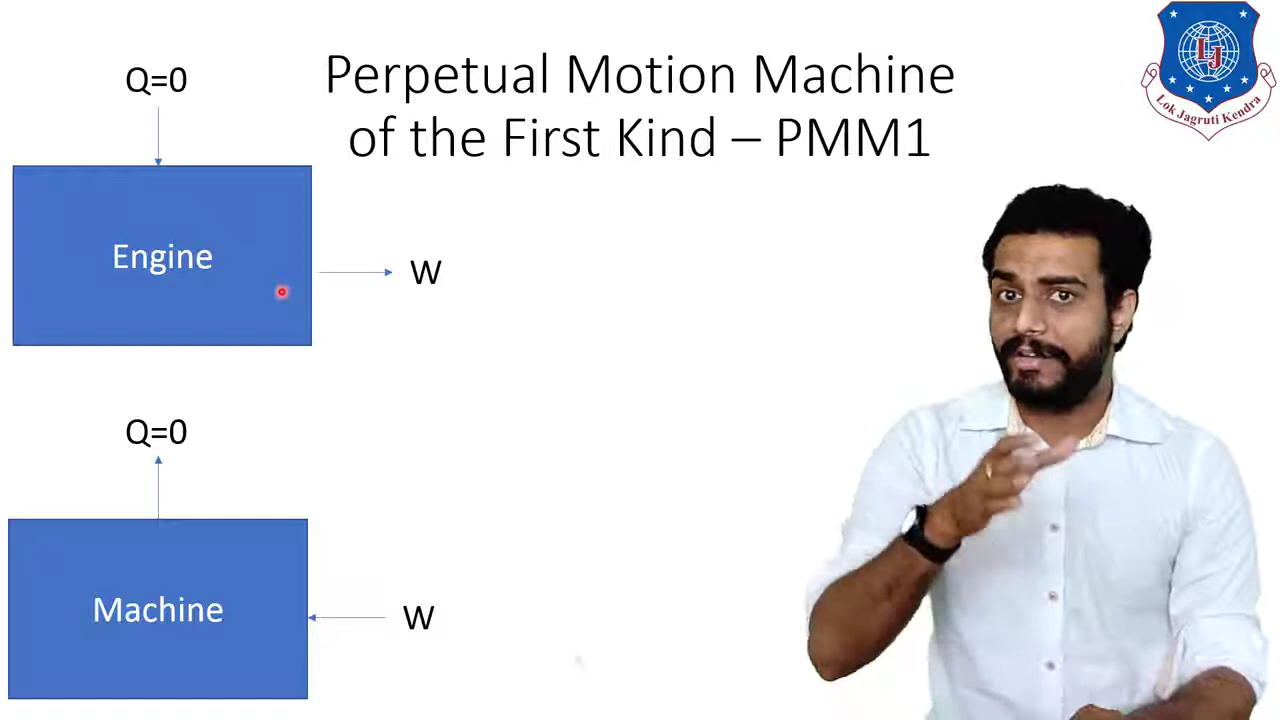 Perpetual Motion Machine
of the First Kind – PMM1
Q=0
Engine
W
Q=0
Machine
W
LJ
Lok Jagruti Kendra